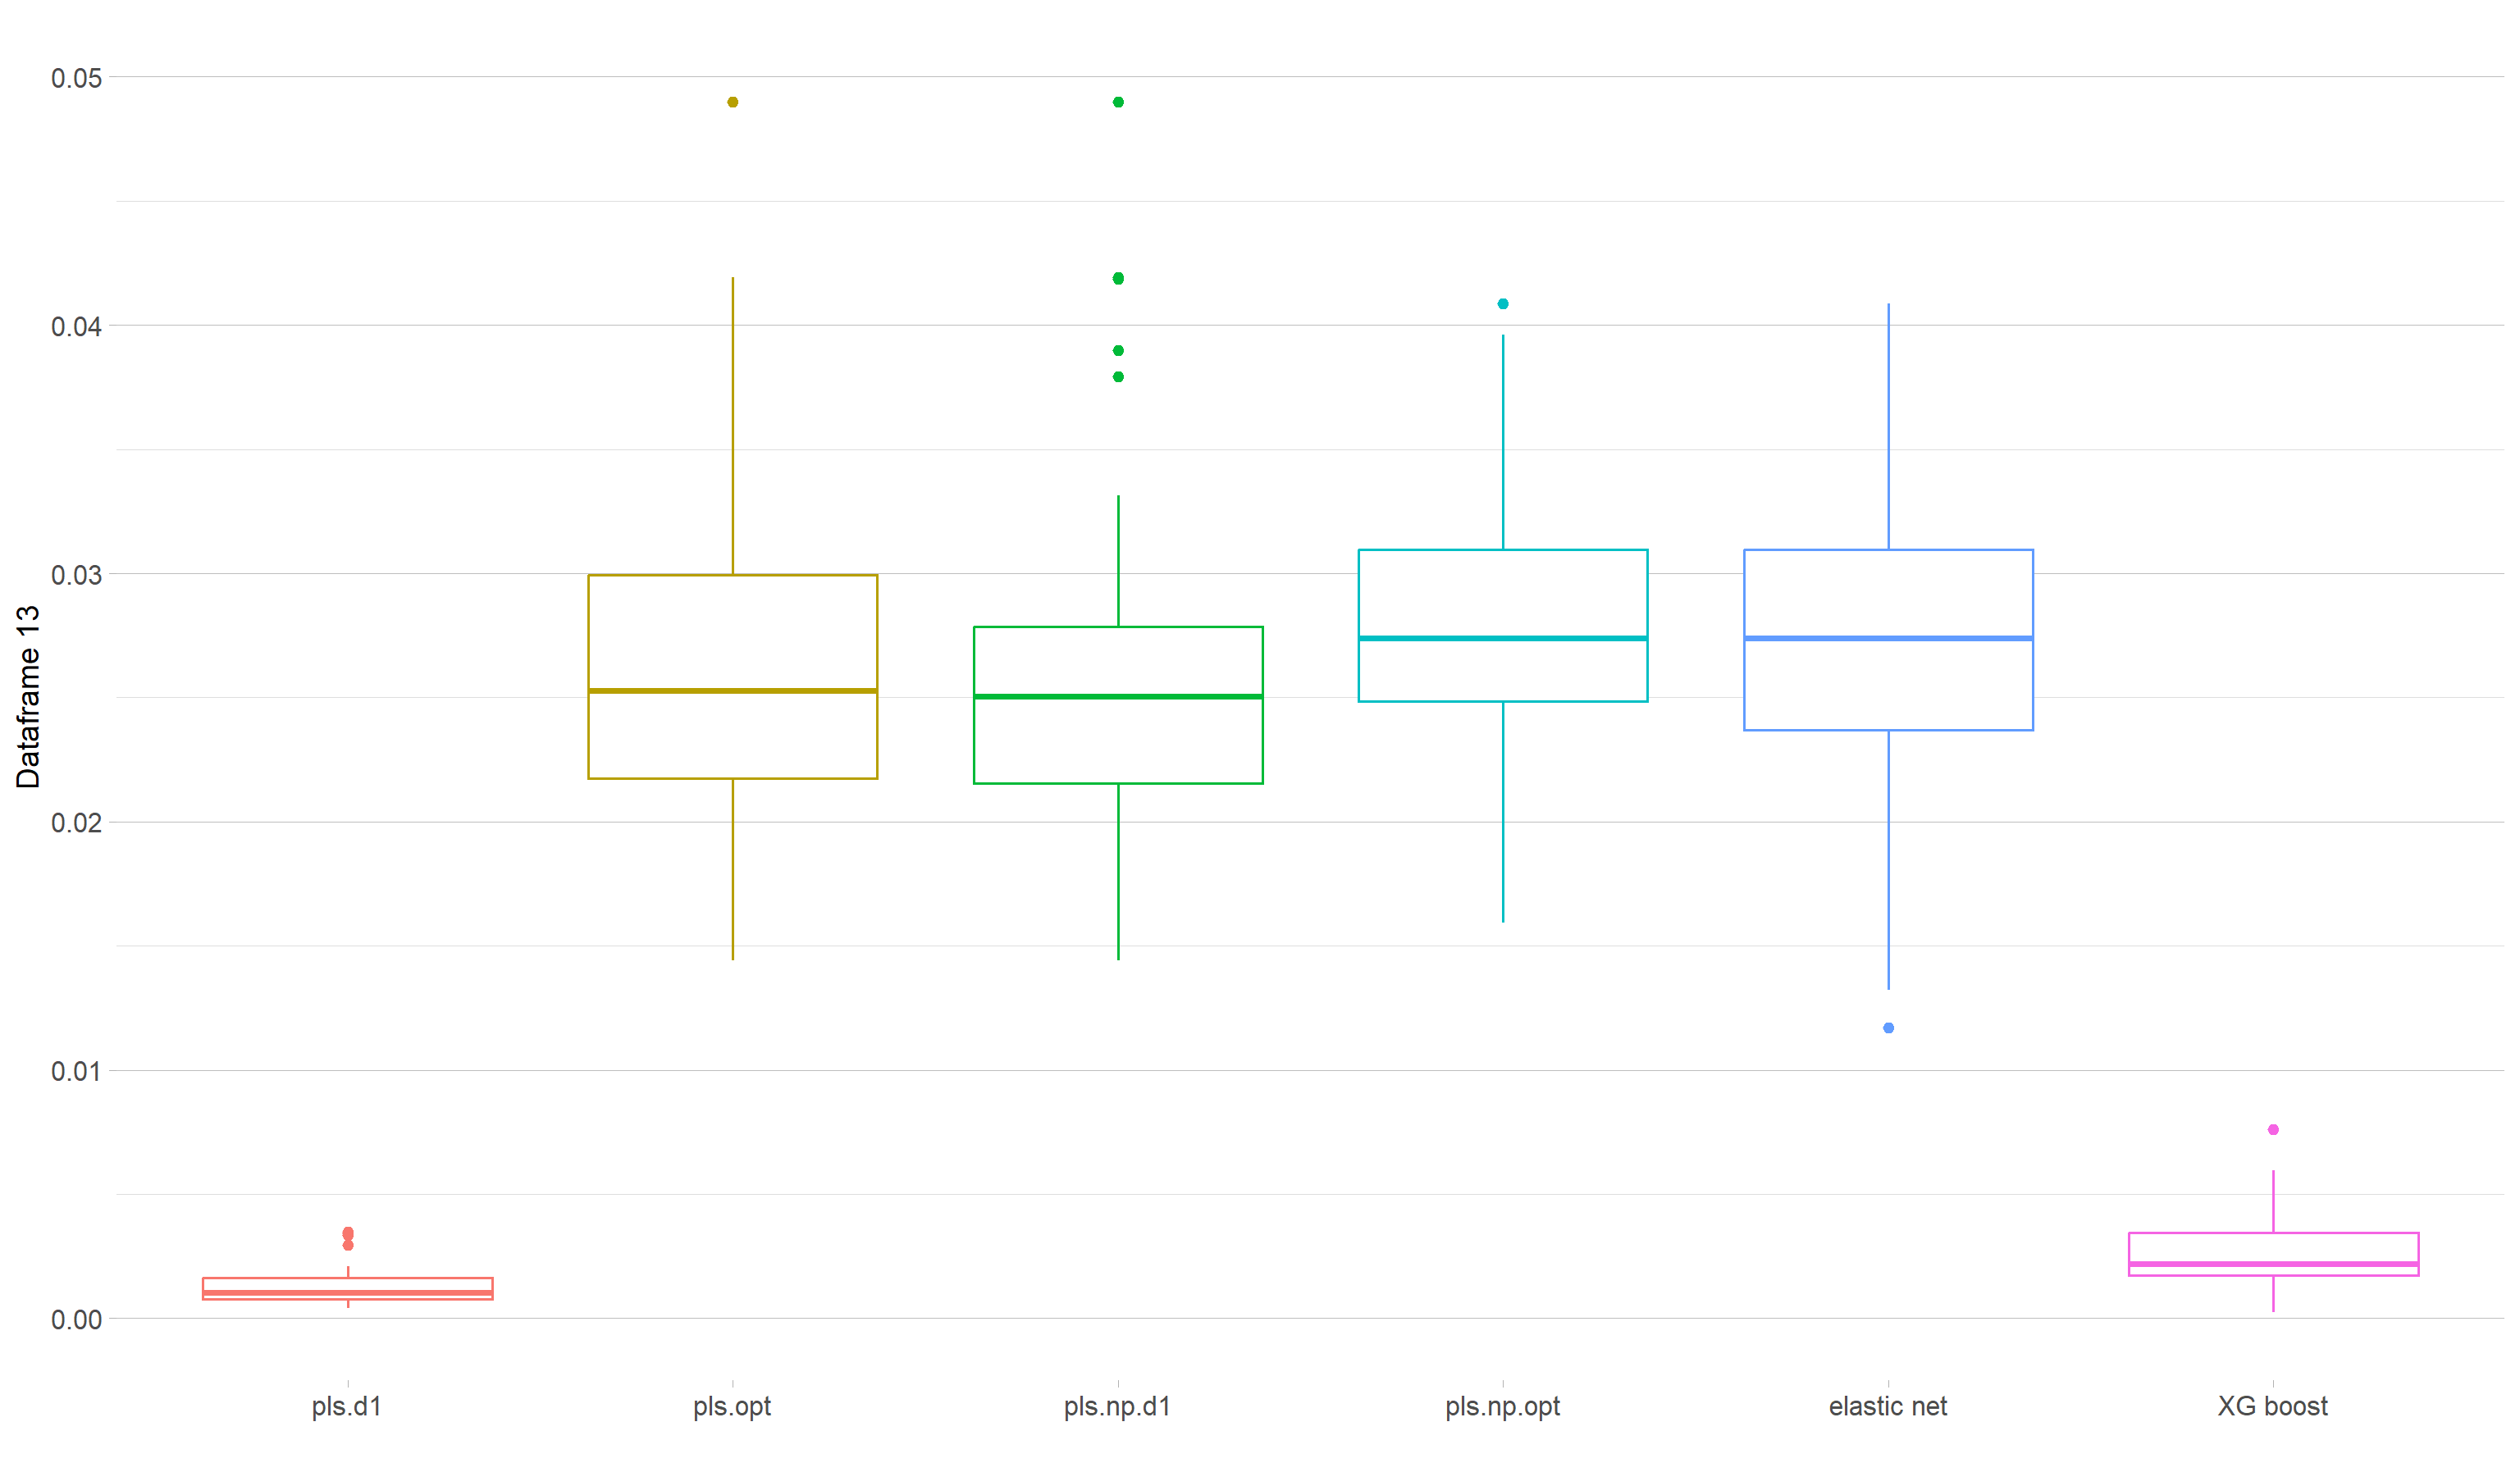 0.05
0.04
0.03
0.02
0.01
0.00
Dataframe 13
pls.d1
pls.opt
pls.np.d1
pls.np.opt
elastic net
XG boost